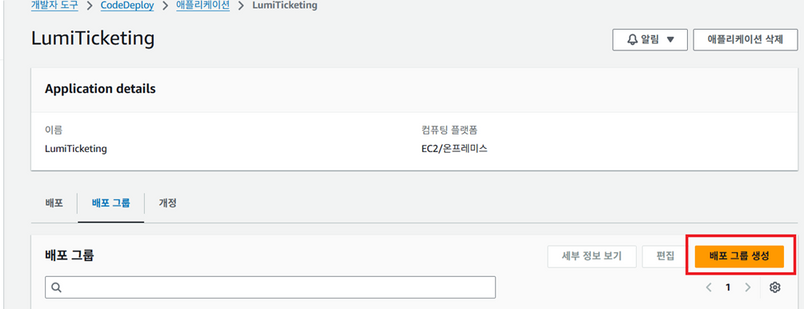 개발자 도구 > CodeDeploy > 애플리케이션 > LumiTicketing
LumiTicketing
알림 ▼ 애플리케이션 삭제
Application details
이름 컴퓨팅 플랫폼
LumiTicketing EC2/온프레미스
배포 배포 그룹 개정
배포 그룹 세부 정보 보기 편집 배포 그룹 생성
< 1 >